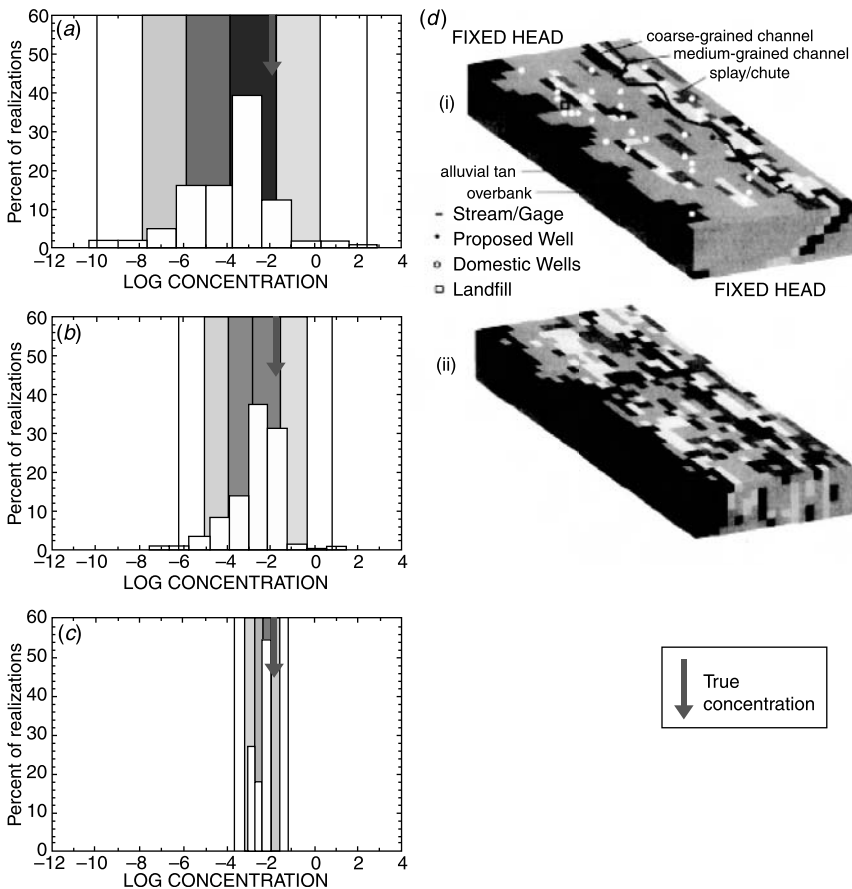 (a)
60
50
40
30
20
10
0
Percent of realizations
−12 −10 −8 −6 −4 −2 0 2 4
LOG CONCENTRATION
(b)
60
50
40
30
20
10
0
Percent of realizations
−12 −10 −8 −6 −4 −2 0 2 4
LOG CONCENTRATION
(c)
60
50
40
30
20
10
0
Percent of realizations
−12 −10 −8 −6 −4 −2 0 2 4
LOG CONCENTRATION
(d)
FIXED HEAD
coarse-grained channel
medium-grained channel
splay/chute
(i)
alluvial tan
overbank
Stream/Gage
Proposed Well
Domestic Wells
Landfill
FIXED HEAD
(ii)
True
concentration